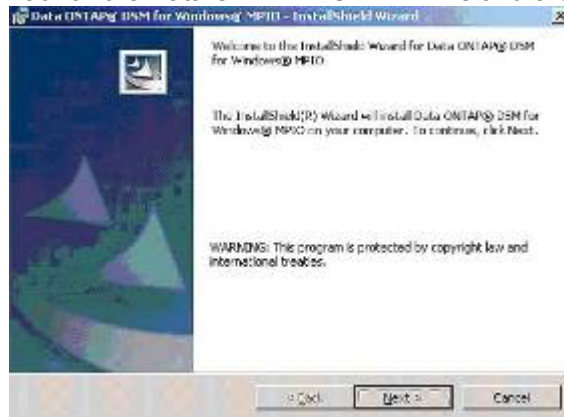 Data ONTAP® DSM for Windows® MPIO - InstallShield Wizard
Welcome to the InstallShield Wizard for Data ONTAP® DSM
for Windows® MPIO
The InstallShield(R) Wizard will install Data ONTAP® DSM for
Windows® MPIO on your computer. To continue, click Next.
WARNING: This program is protected by copyright law and
international treaties.
< Back Next > Cancel